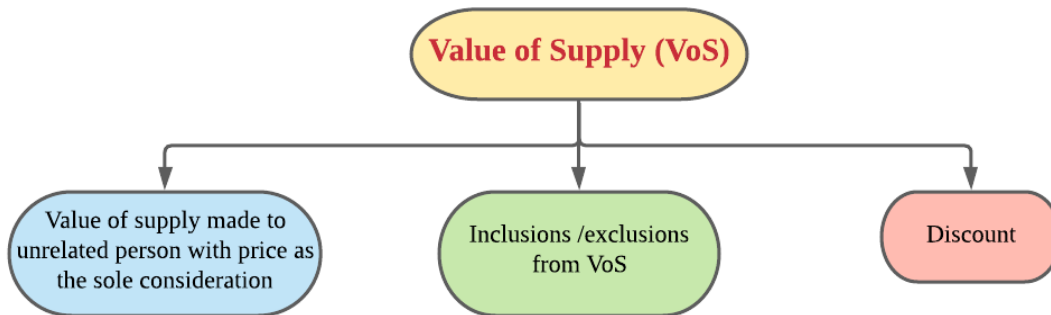 Value of Supply (VoS)
Value of supply made to
unrelated person with price as
the sole consideration
Inclusions /exclusions
from VoS
Discount